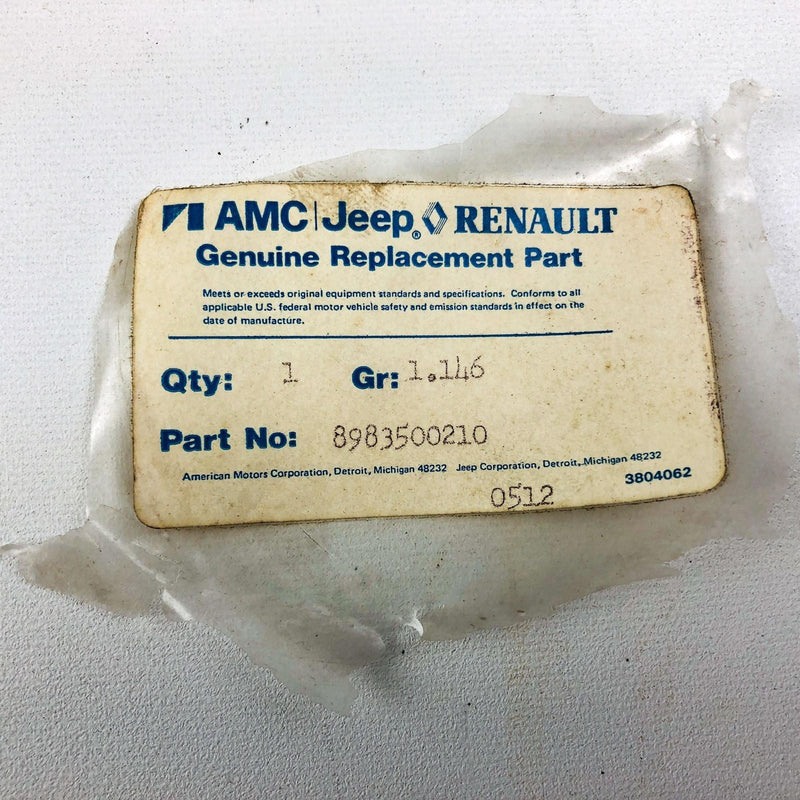 AMC|Jeep® RENAULT
Genuine Replacement Part
Meets or exceeds original equipment standards and specifications. Conforms to all
applicable U.S. federal motor vehicle safety and emission standards in effect on the
date of manufacture.
Qty: 1 Gr: 1.146
Part No: 8983500210
American Motors Corporation, Detroit, Michigan 48232 Jeep Corporation, Detroit, Michigan 48232
0512 3804062